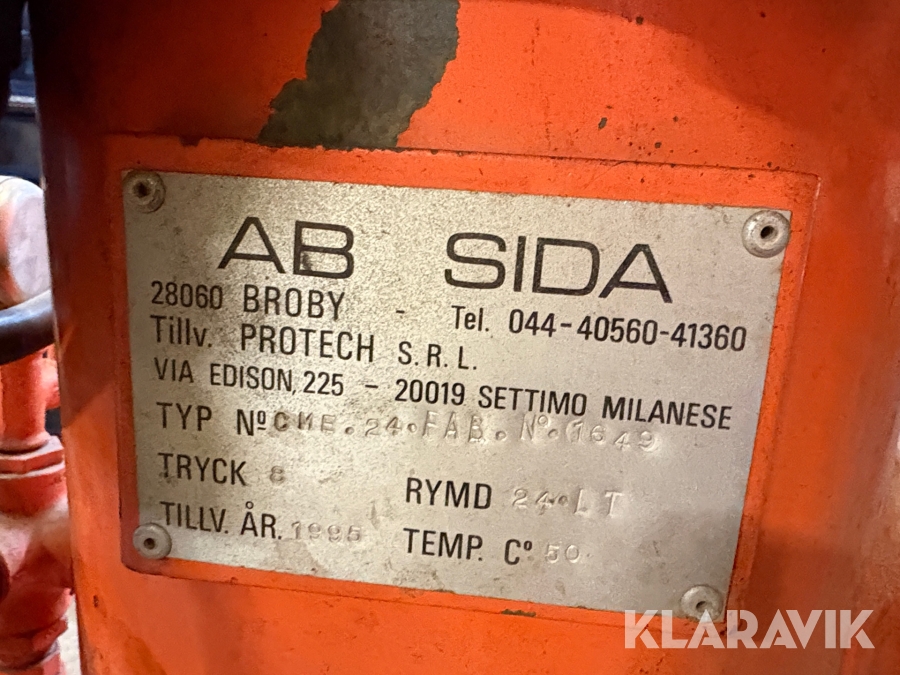 AB SIDA
28060 BROBY - Tel. 044-40560-41360
Tillv. PROTECH S.R.L.
VIA EDISON, 225 - 20019 SETTIMO MILANESE
TYP Nº CME.24.FAB.Nº.1649
TRYCK 8 RYMD 24.LT
TILLV. ÅR. 1995 TEMP. Cº 50
KLARAVIK